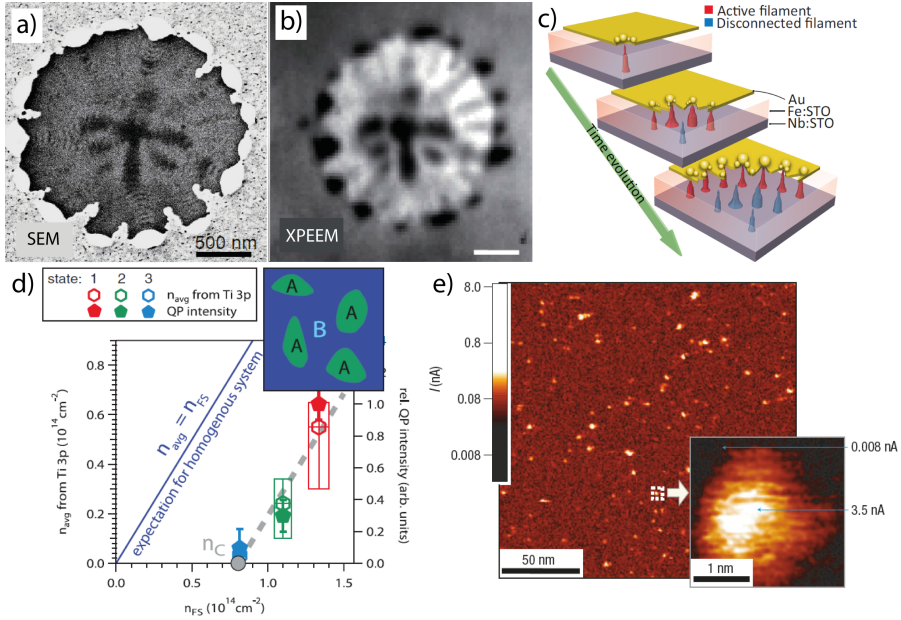 a)
SEM
500 nm
b)
XPEEM
c)
Active filament
Disconnected filament
Au
Fe:STO
Nb:STO
Time evolution
d)
state: 1 2 3
n_avg from Ti 3p
QP intensity
A
A
B
A
A
n_avg = n_FS
expectation for homogenous system
n_C
n_avg from Ti 3p (10^14 cm^-2)
0.8
0.6
0.4
0.2
0.0
0.0 0.5 1.0 1.5
n_FS (10^14 cm^-2)
1.0
0.8
0.6
0.4
0.2
0.0
rel. QP intensity (arb. units)
e)
8.0
0.8
0.08
0.008
I (nA)
50 nm
0.008 nA
3.5 nA
1 nm